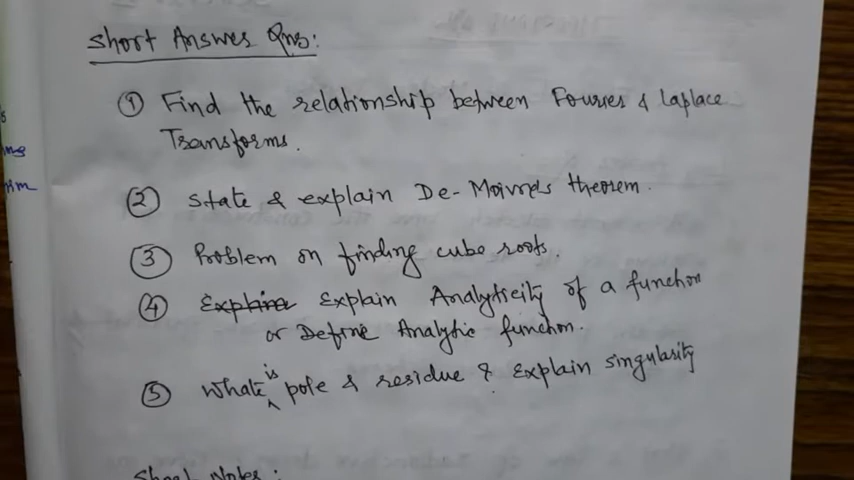 Short Answer Qns:
① Find the relationship between Fourier & Laplace
Transforms.
② State & explain De-Moivre's theorem.
③ Problem on finding cube roots.
④ Explain Analyticity of a function
or Define Analytic function.
⑤ What is pole & residue? Explain singularity
Short Notes: